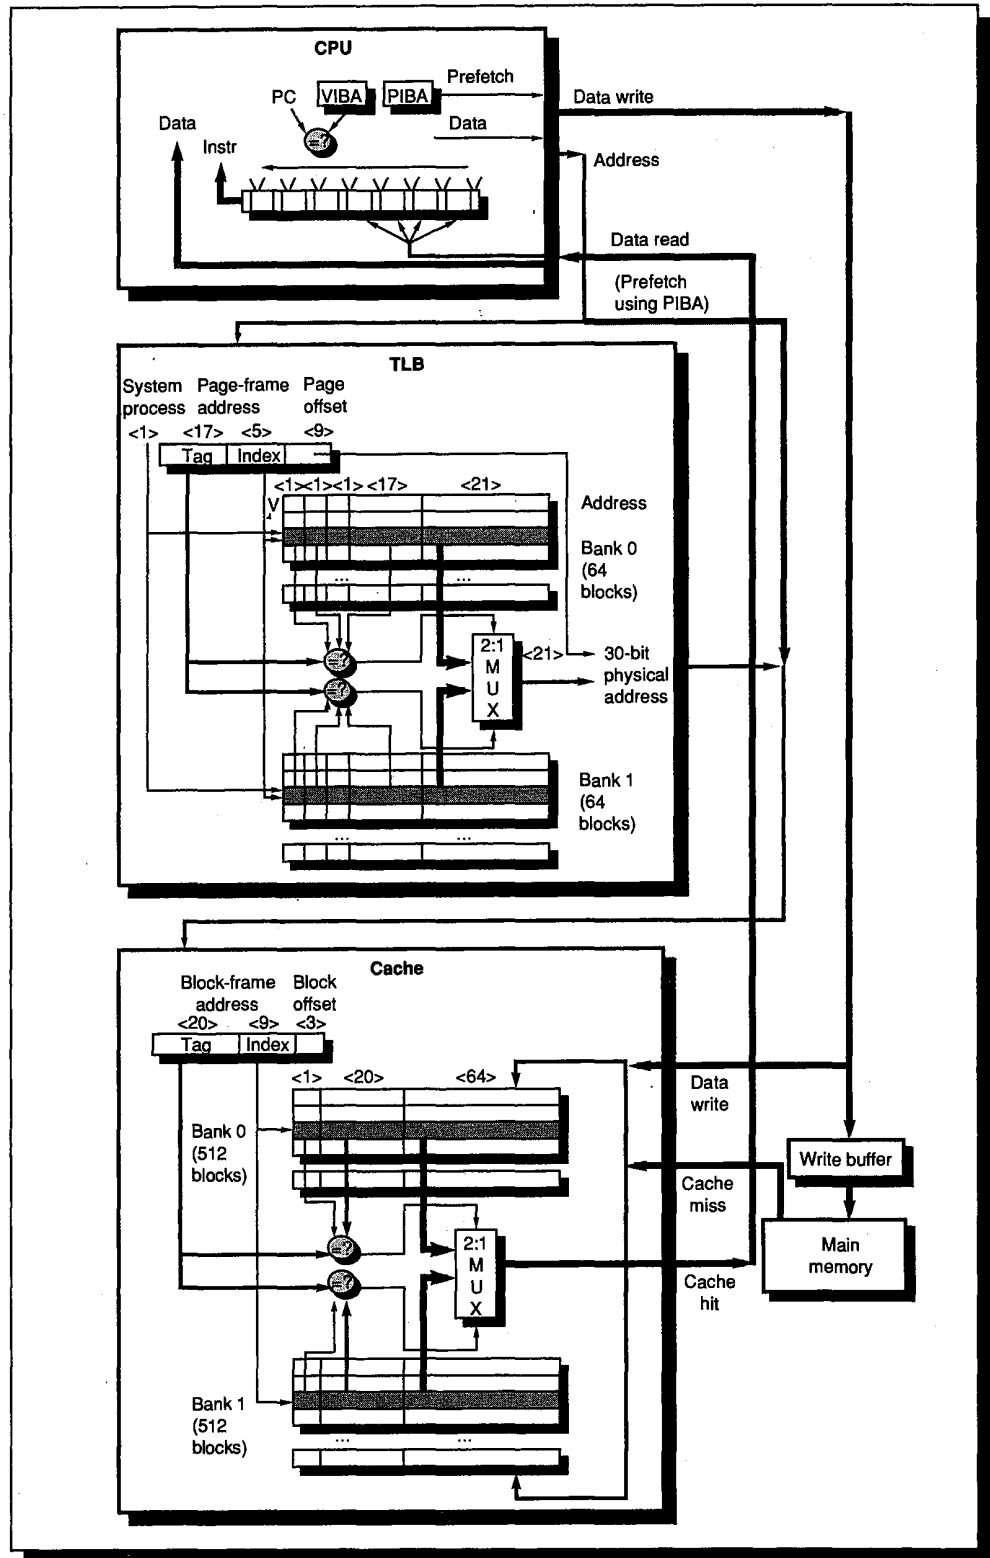 CPU
Prefetch
PC
VIBA
PIBA
Data write
Data
Data
Instr
=?
Address
Data read
(Prefetch
using PIBA)
TLB
System
process
Page-frame
address
Page
offset
<1>
<17>
<5>
<9>
Tag
Index
<1><1><1>
<17>
<21>
V
Address
Bank 0
(64
blocks)
...
...
=?
=?
2:1
M
U
X
<21>
30-bit
physical
address
Bank 1
(64
blocks)
...
...
Cache
Block-frame
address
Block
offset
<20>
<9>
<3>
Tag
Index
<1>
<20>
<64>
Bank 0
(512
blocks)
Data
write
Write buffer
Cache
miss
Main
memory
=?
=?
2:1
M
U
X
Cache
hit
Bank 1
(512
blocks)
...
...